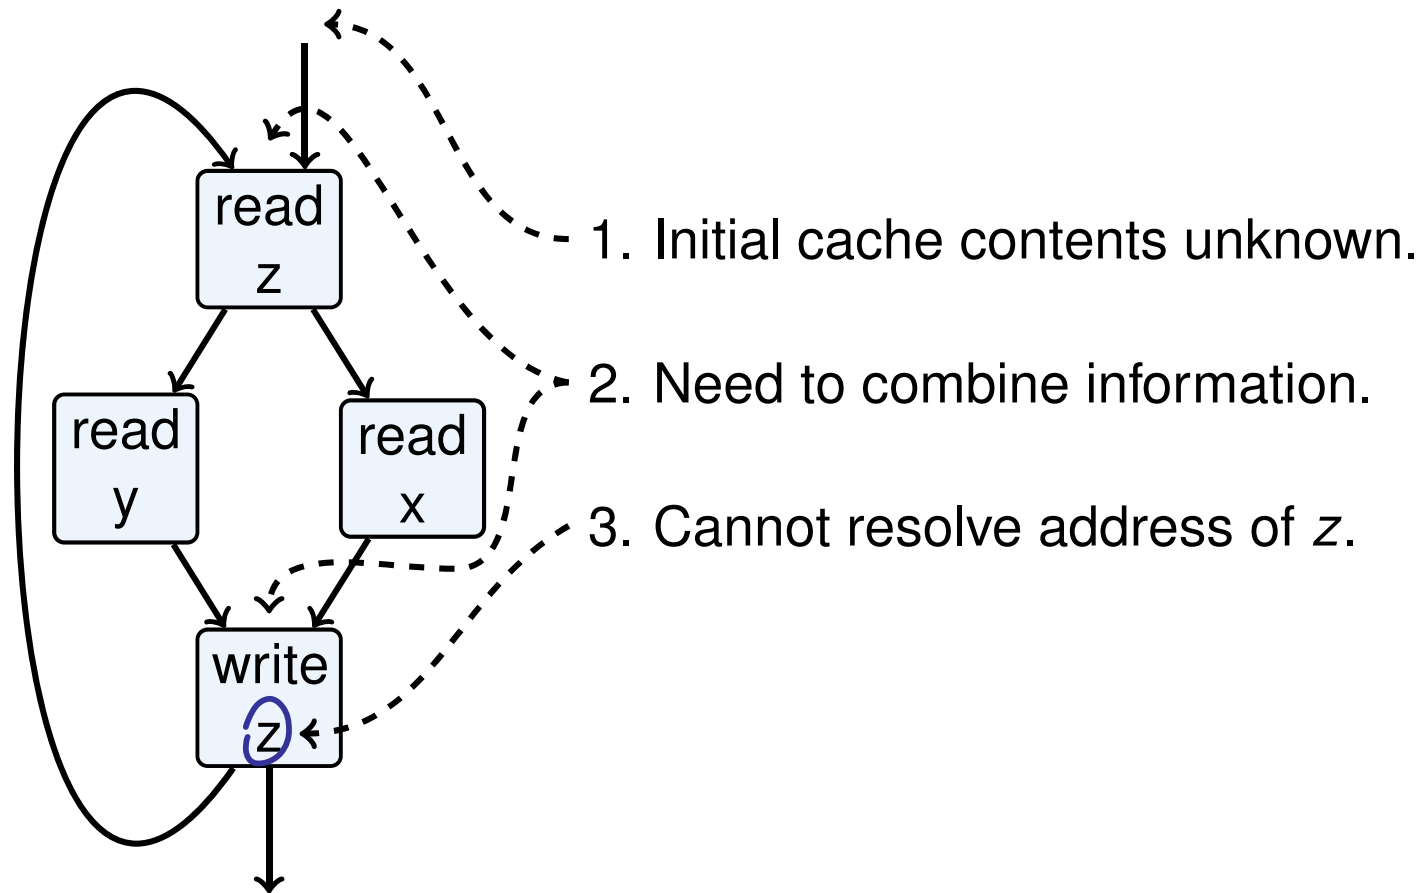 read
z
1. Initial cache contents unknown.
2. Need to combine information.
read
y
read
x
3. Cannot resolve address of z.
write
z